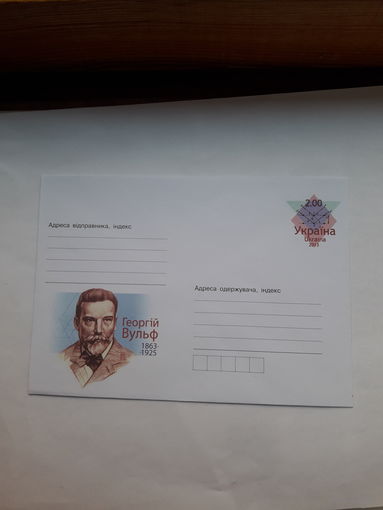 2.00
Україна
Ukraina
2013
Адреса відправника, індекс
Адреса одержувача, індекс
Георгій
Вульф
1863-
1925